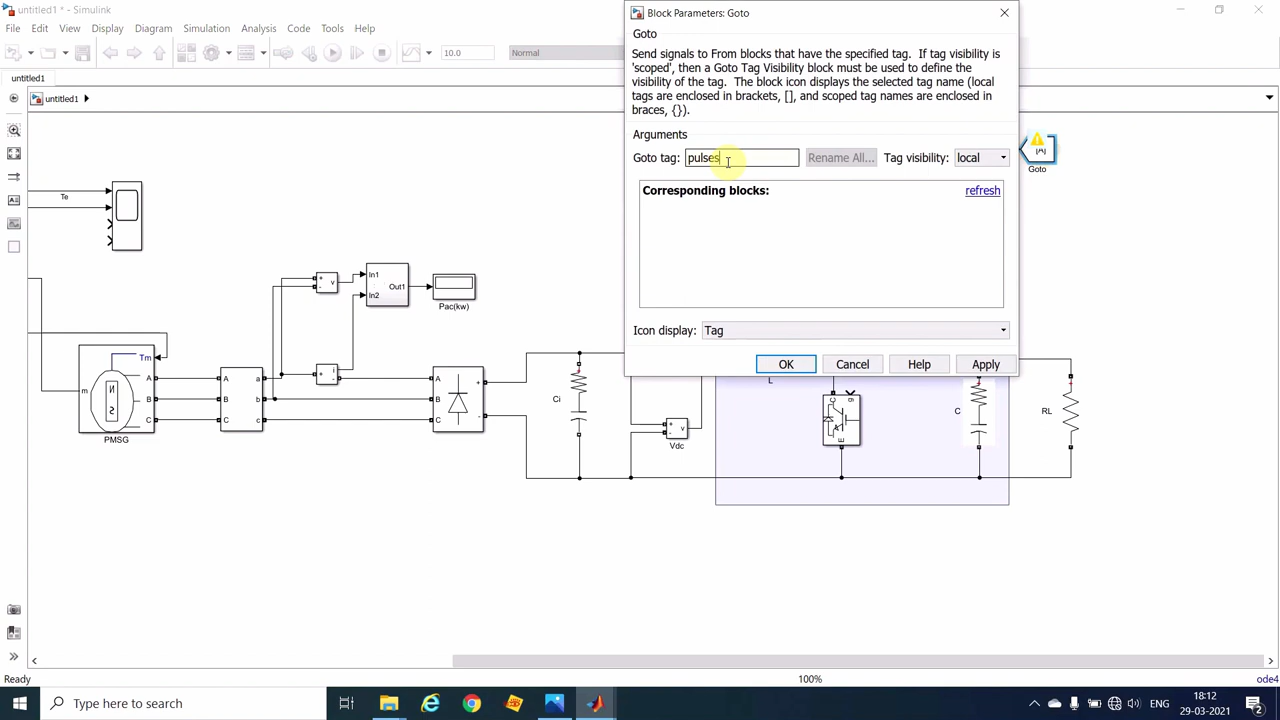 untitled1 * - Simulink
File Edit View Display Diagram Simulation Analysis Code Tools Help
10.0
Normal
untitled1
untitled1
Block Parameters: Goto
Goto
Send signals to From blocks that have the specified tag. If tag visibility is
'scoped', then a Goto Tag Visibility block must be used to define the
visibility of the tag. The block icon displays the selected tag name (local
tags are enclosed in brackets, [], and scoped tag names are enclosed in
braces, {}).
Arguments
Goto tag: pulses Rename All... Tag visibility: local
Corresponding blocks: refresh
Icon display: Tag
OK Cancel Help Apply
[A]
Goto
Te
+
-
v
In1
In2
Out1
Pac(kw)
+
i
-
Tm
m
N
S
A
B
C
PMSG
A
B
C
a
b
c
A
B
C
+
-
Ci
+
-
v
Vdc
L
C
g
E
C
RL
Ready
100%
ode4
Type here to search
ENG
18:12
29-03-2021